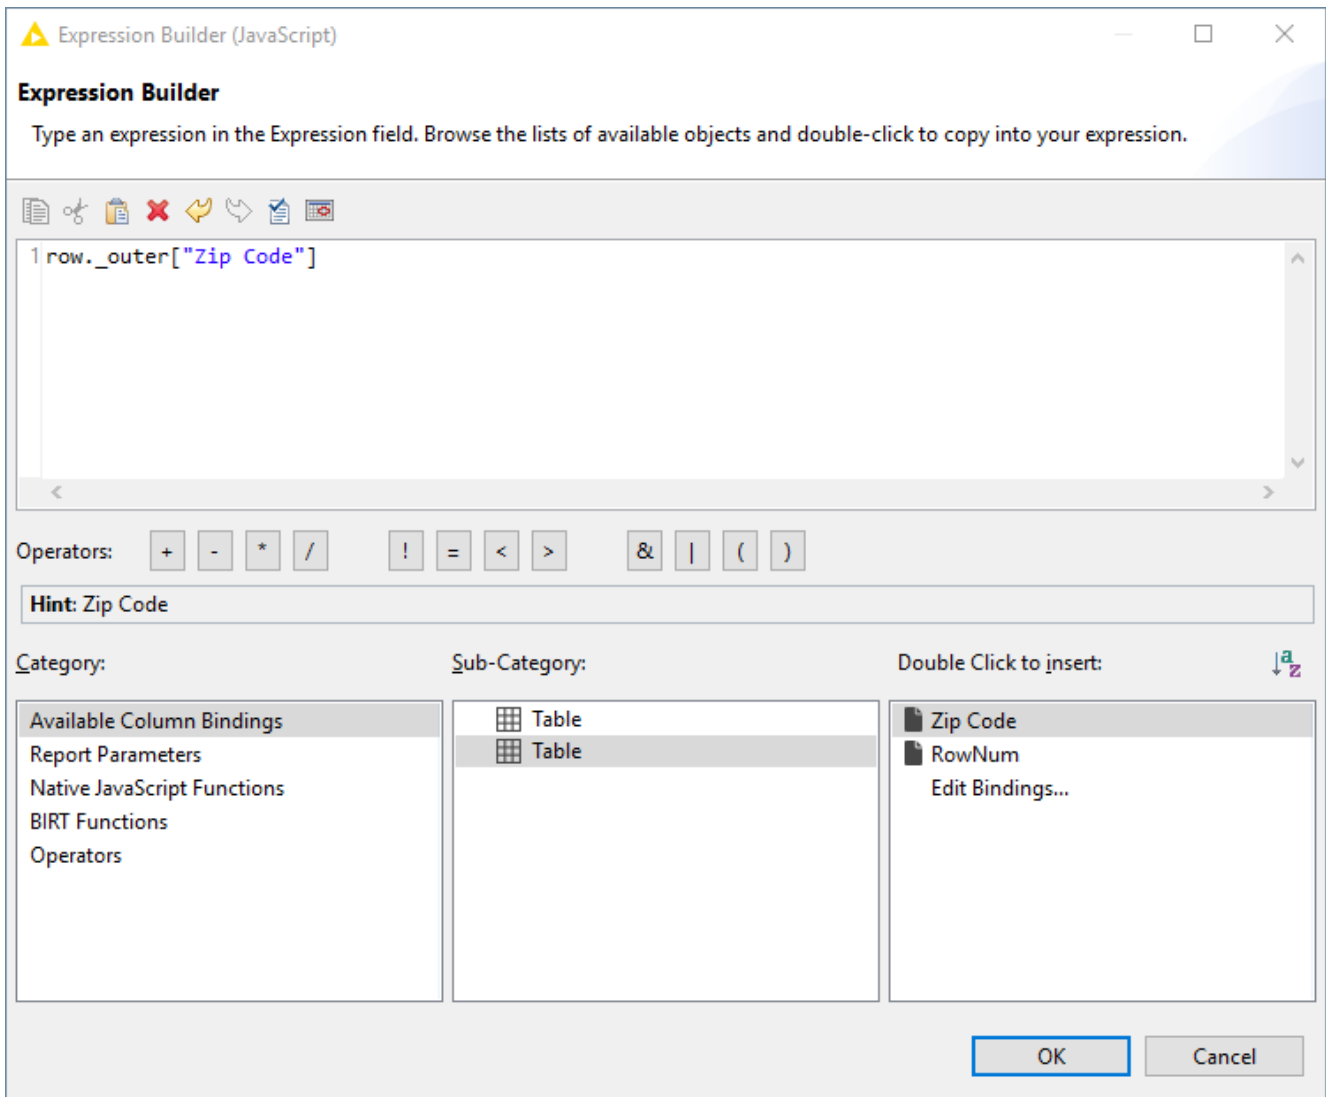 Expression Builder (JavaScript)
Expression Builder
Type an expression in the Expression field. Browse the lists of available objects and double-click to copy into your expression.
1 row._outer["Zip Code"]
Operators: + - * / ! = < > & | ( )
Hint: Zip Code
Category: Sub-Category: Double Click to insert:
Available Column Bindings
Report Parameters
Native JavaScript Functions
BIRT Functions
Operators
Table
Table
Zip Code
RowNum
Edit Bindings...
OK Cancel